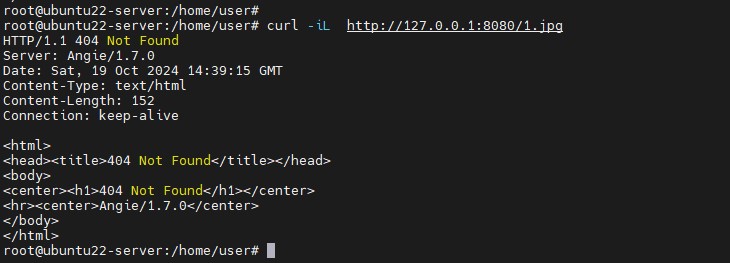 root@ubuntu22-server:/home/user#
root@ubuntu22-server:/home/user# curl -iL  http://127.0.0.1:8080/1.jpg
HTTP/1.1 404 Not Found
Server: Angie/1.7.0
Date: Sat, 19 Oct 2024 14:39:15 GMT
Content-Type: text/html
Content-Length: 152
Connection: keep-alive

<html>
<head><title>404 Not Found</title></head>
<body>
<center><h1>404 Not Found</h1></center>
<hr><center>Angie/1.7.0</center>
</body>
</html>
root@ubuntu22-server:/home/user#